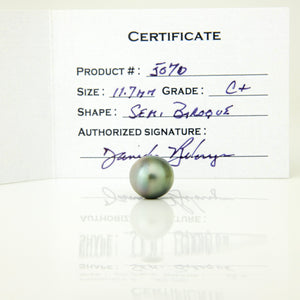 CERTIFICATE
PRODUCT #: 5070
SIZE: 11.7mm GRADE: C+
SHAPE: SEMI BAROQUE
AUTHORIZED SIGNATURE: